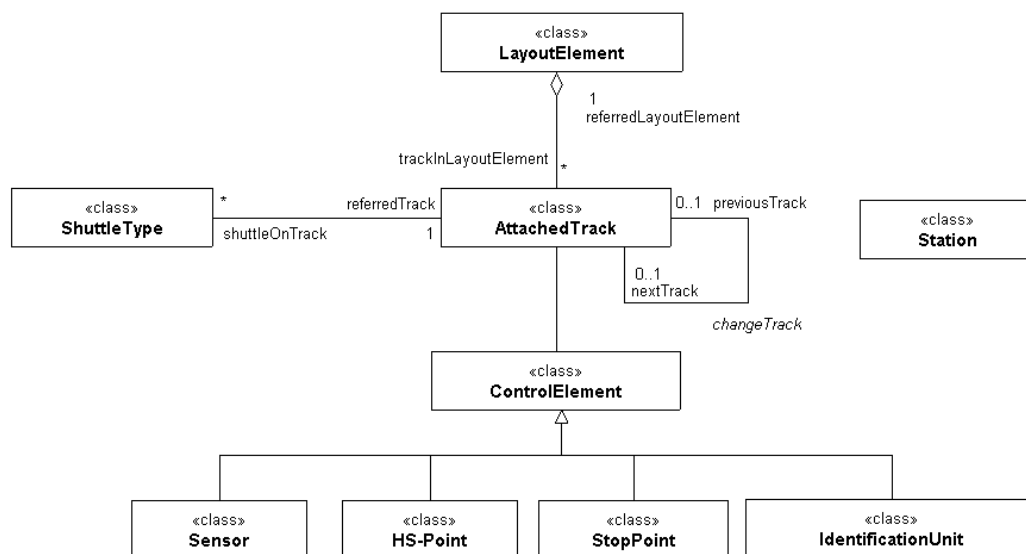 «class»
LayoutElement
1
referredLayoutElement
trackInLayoutElement
*
«class»
ShuttleType
*
shuttleOnTrack
referredTrack
1
«class»
AttachedTrack
0..1 previousTrack
0..1
nextTrack
changeTrack
«class»
Station
«class»
ControlElement
«class»
Sensor
«class»
HS-Point
«class»
StopPoint
«class»
IdentificationUnit